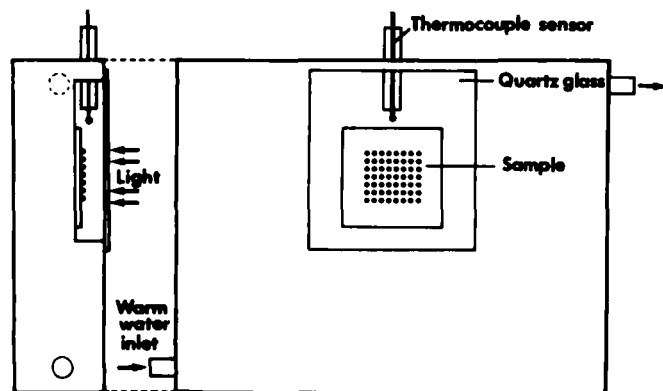 Thermocouple sensor
Quartz glass
Sample
Light
Warm
water
inlet